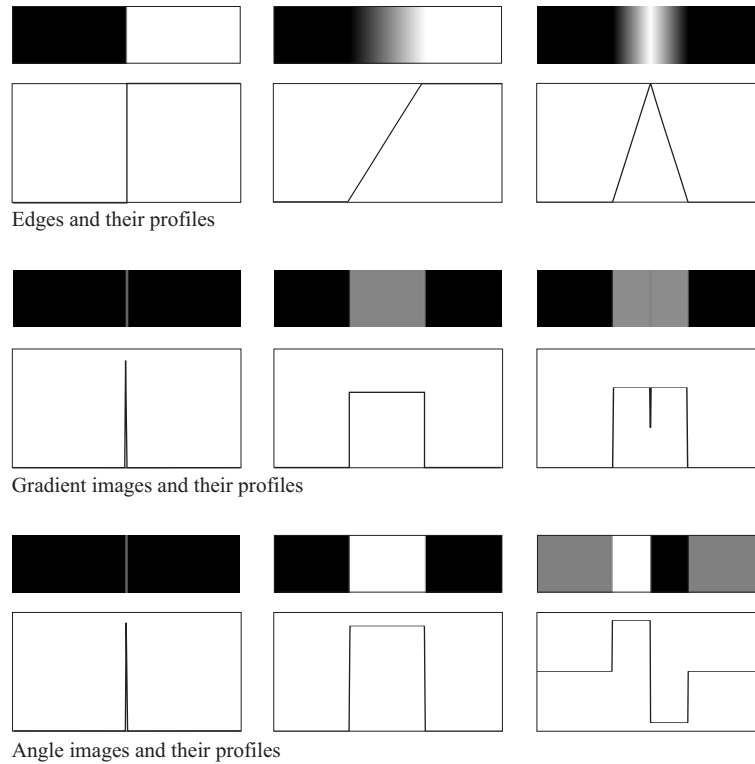 Edges and their profiles
Gradient images and their profiles
Angle images and their profiles